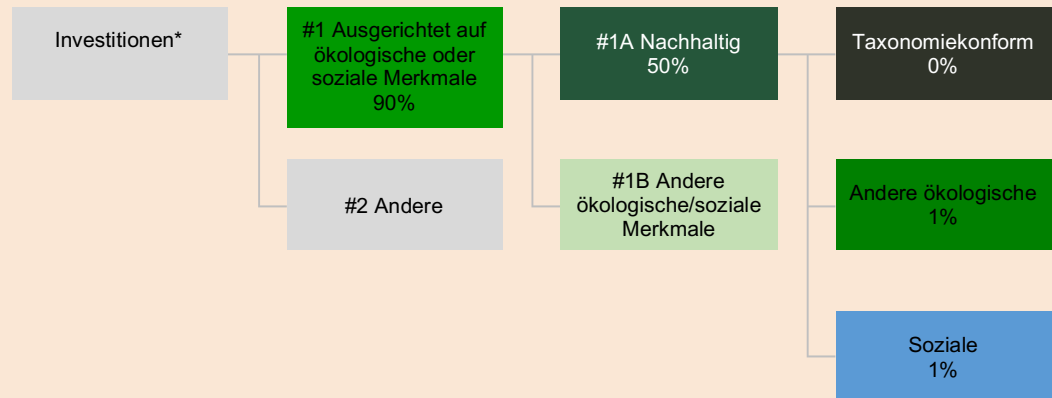 Investitionen*
#1 Ausgerichtet auf
ökologische oder
soziale Merkmale
90%
#1A Nachhaltig
50%
Taxonomiekonform
0%
#2 Andere
#1B Andere
ökologische/soziale
Merkmale
Andere ökologische
1%
Soziale
1%